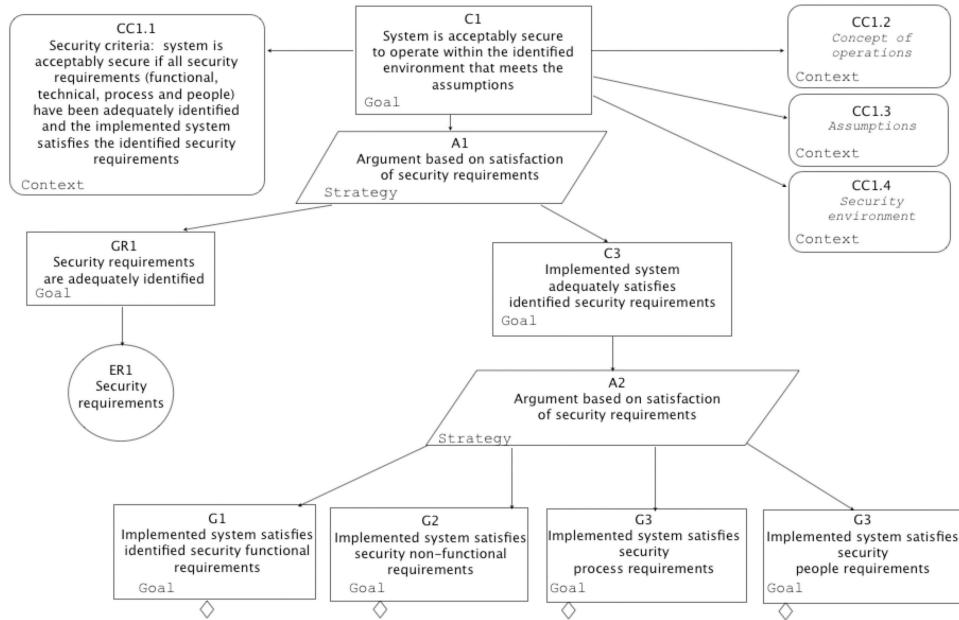 CC1.1
Security criteria: system is
acceptably secure if all security
requirements (functional,
technical, process and people)
have been adequately identified
and the implemented system
satisfies the identified security
requirements
Context
C1
System is acceptably secure
to operate within the identified
environment that meets the
assumptions
Goal
CC1.2
Concept of
operations
Context
CC1.3
Assumptions
Context
CC1.4
Security
environment
Context
A1
Argument based on satisfaction
of security requirements
Strategy
GR1
Security requirements
are adequately identified
Goal
C3
Implemented system
adequately satisfies
identified security requirements
Goal
ER1
Security
requirements
A2
Argument based on satisfaction
of security requirements
Strategy
G1
Implemented system satisfies
identified security functional
requirements
Goal
G2
Implemented system satisfies
security non-functional
requirements
Goal
G3
Implemented system satisfies
security
process requirements
Goal
G3
Implemented system satisfies
security
people requirements
Goal